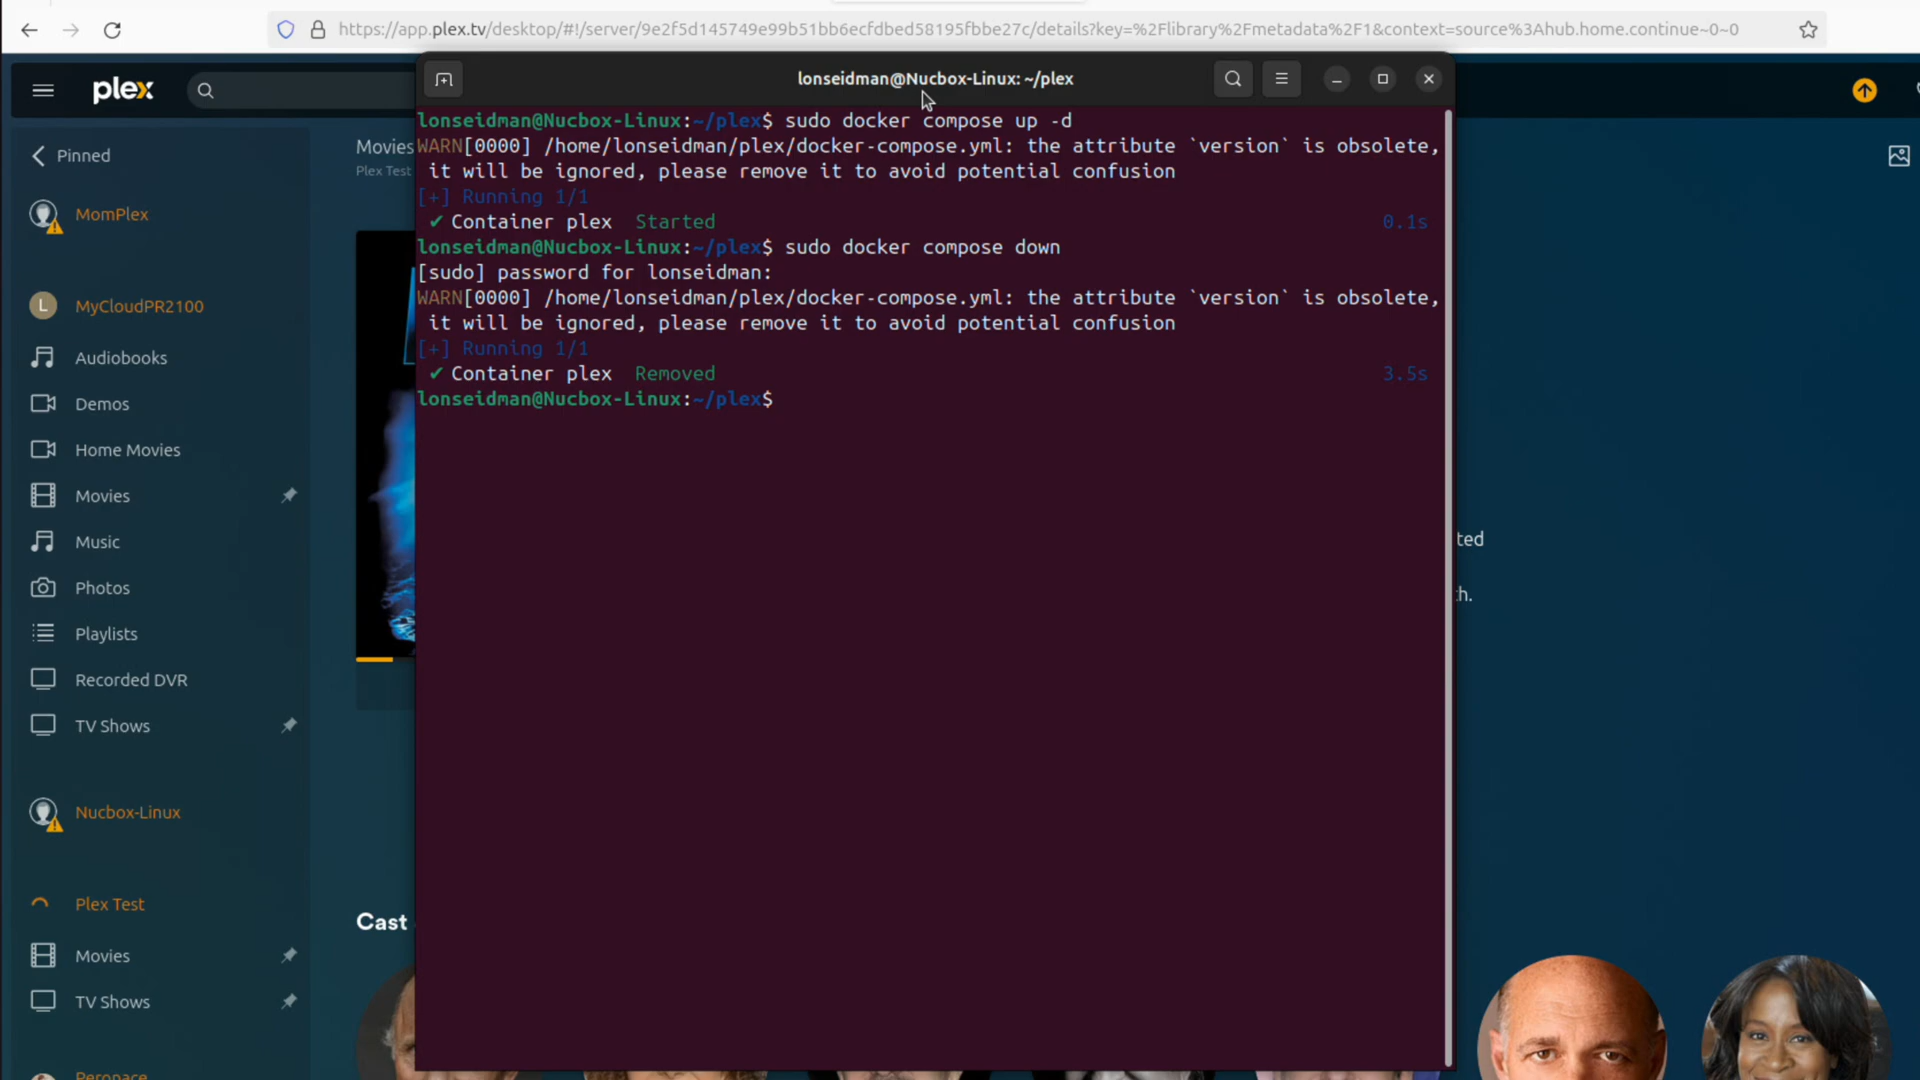 https://app.plex.tv/desktop/#!/server/9e2f5d145749e99b51bb6ecfdbed58195fbbe27c/details?key=%2Flibrary%2Fmetadata%2F1&context=source%3Ahub.home.continue~0~0
plex
lonseidman@Nucbox-Linux: ~/plex
Pinned
MomPlex
MyCloudPR2100
Audiobooks
Demos
Home Movies
Movies
Music
Photos
Playlists
Recorded DVR
TV Shows
Nucbox-Linux
Plex Test
Movies
TV Shows
Peronace
Movies
Plex Test
Cast
lonseidman@Nucbox-Linux:~/plex$ sudo docker compose up -d
WARN[0000] /home/lonseidman/plex/docker-compose.yml: the attribute `version` is obsolete,
it will be ignored, please remove it to avoid potential confusion
[+] Running 1/1
✔ Container plex Started 0.1s
lonseidman@Nucbox-Linux:~/plex$ sudo docker compose down
[sudo] password for lonseidman:
WARN[0000] /home/lonseidman/plex/docker-compose.yml: the attribute `version` is obsolete,
it will be ignored, please remove it to avoid potential confusion
[+] Running 1/1
✔ Container plex Removed 3.5s
lonseidman@Nucbox-Linux:~/plex$
ted
h.